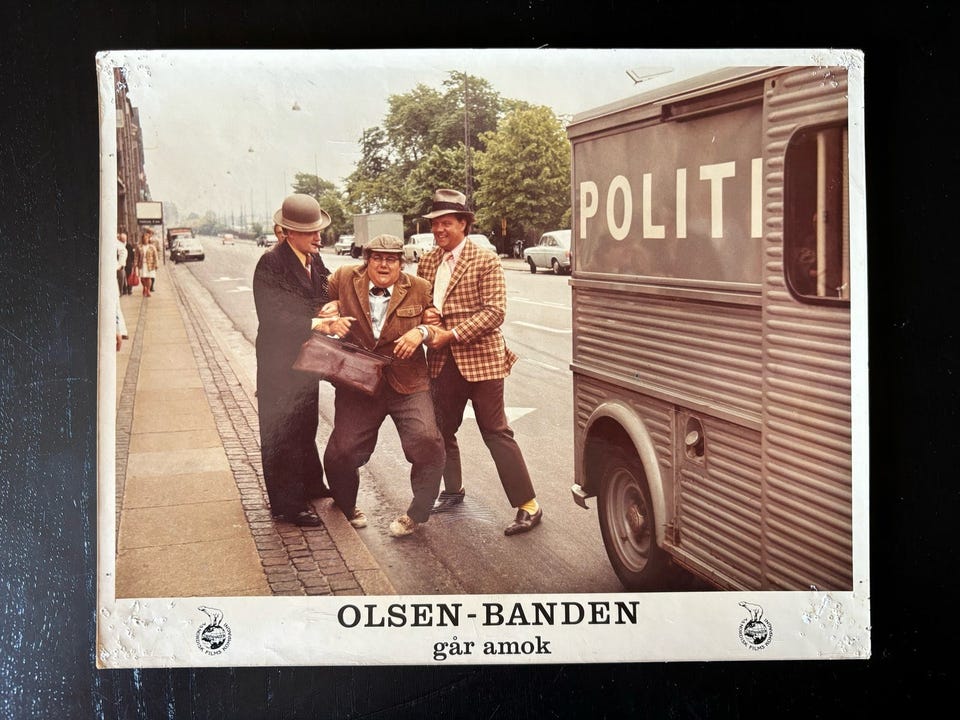 POLITI
OLSEN-BANDEN
går amok